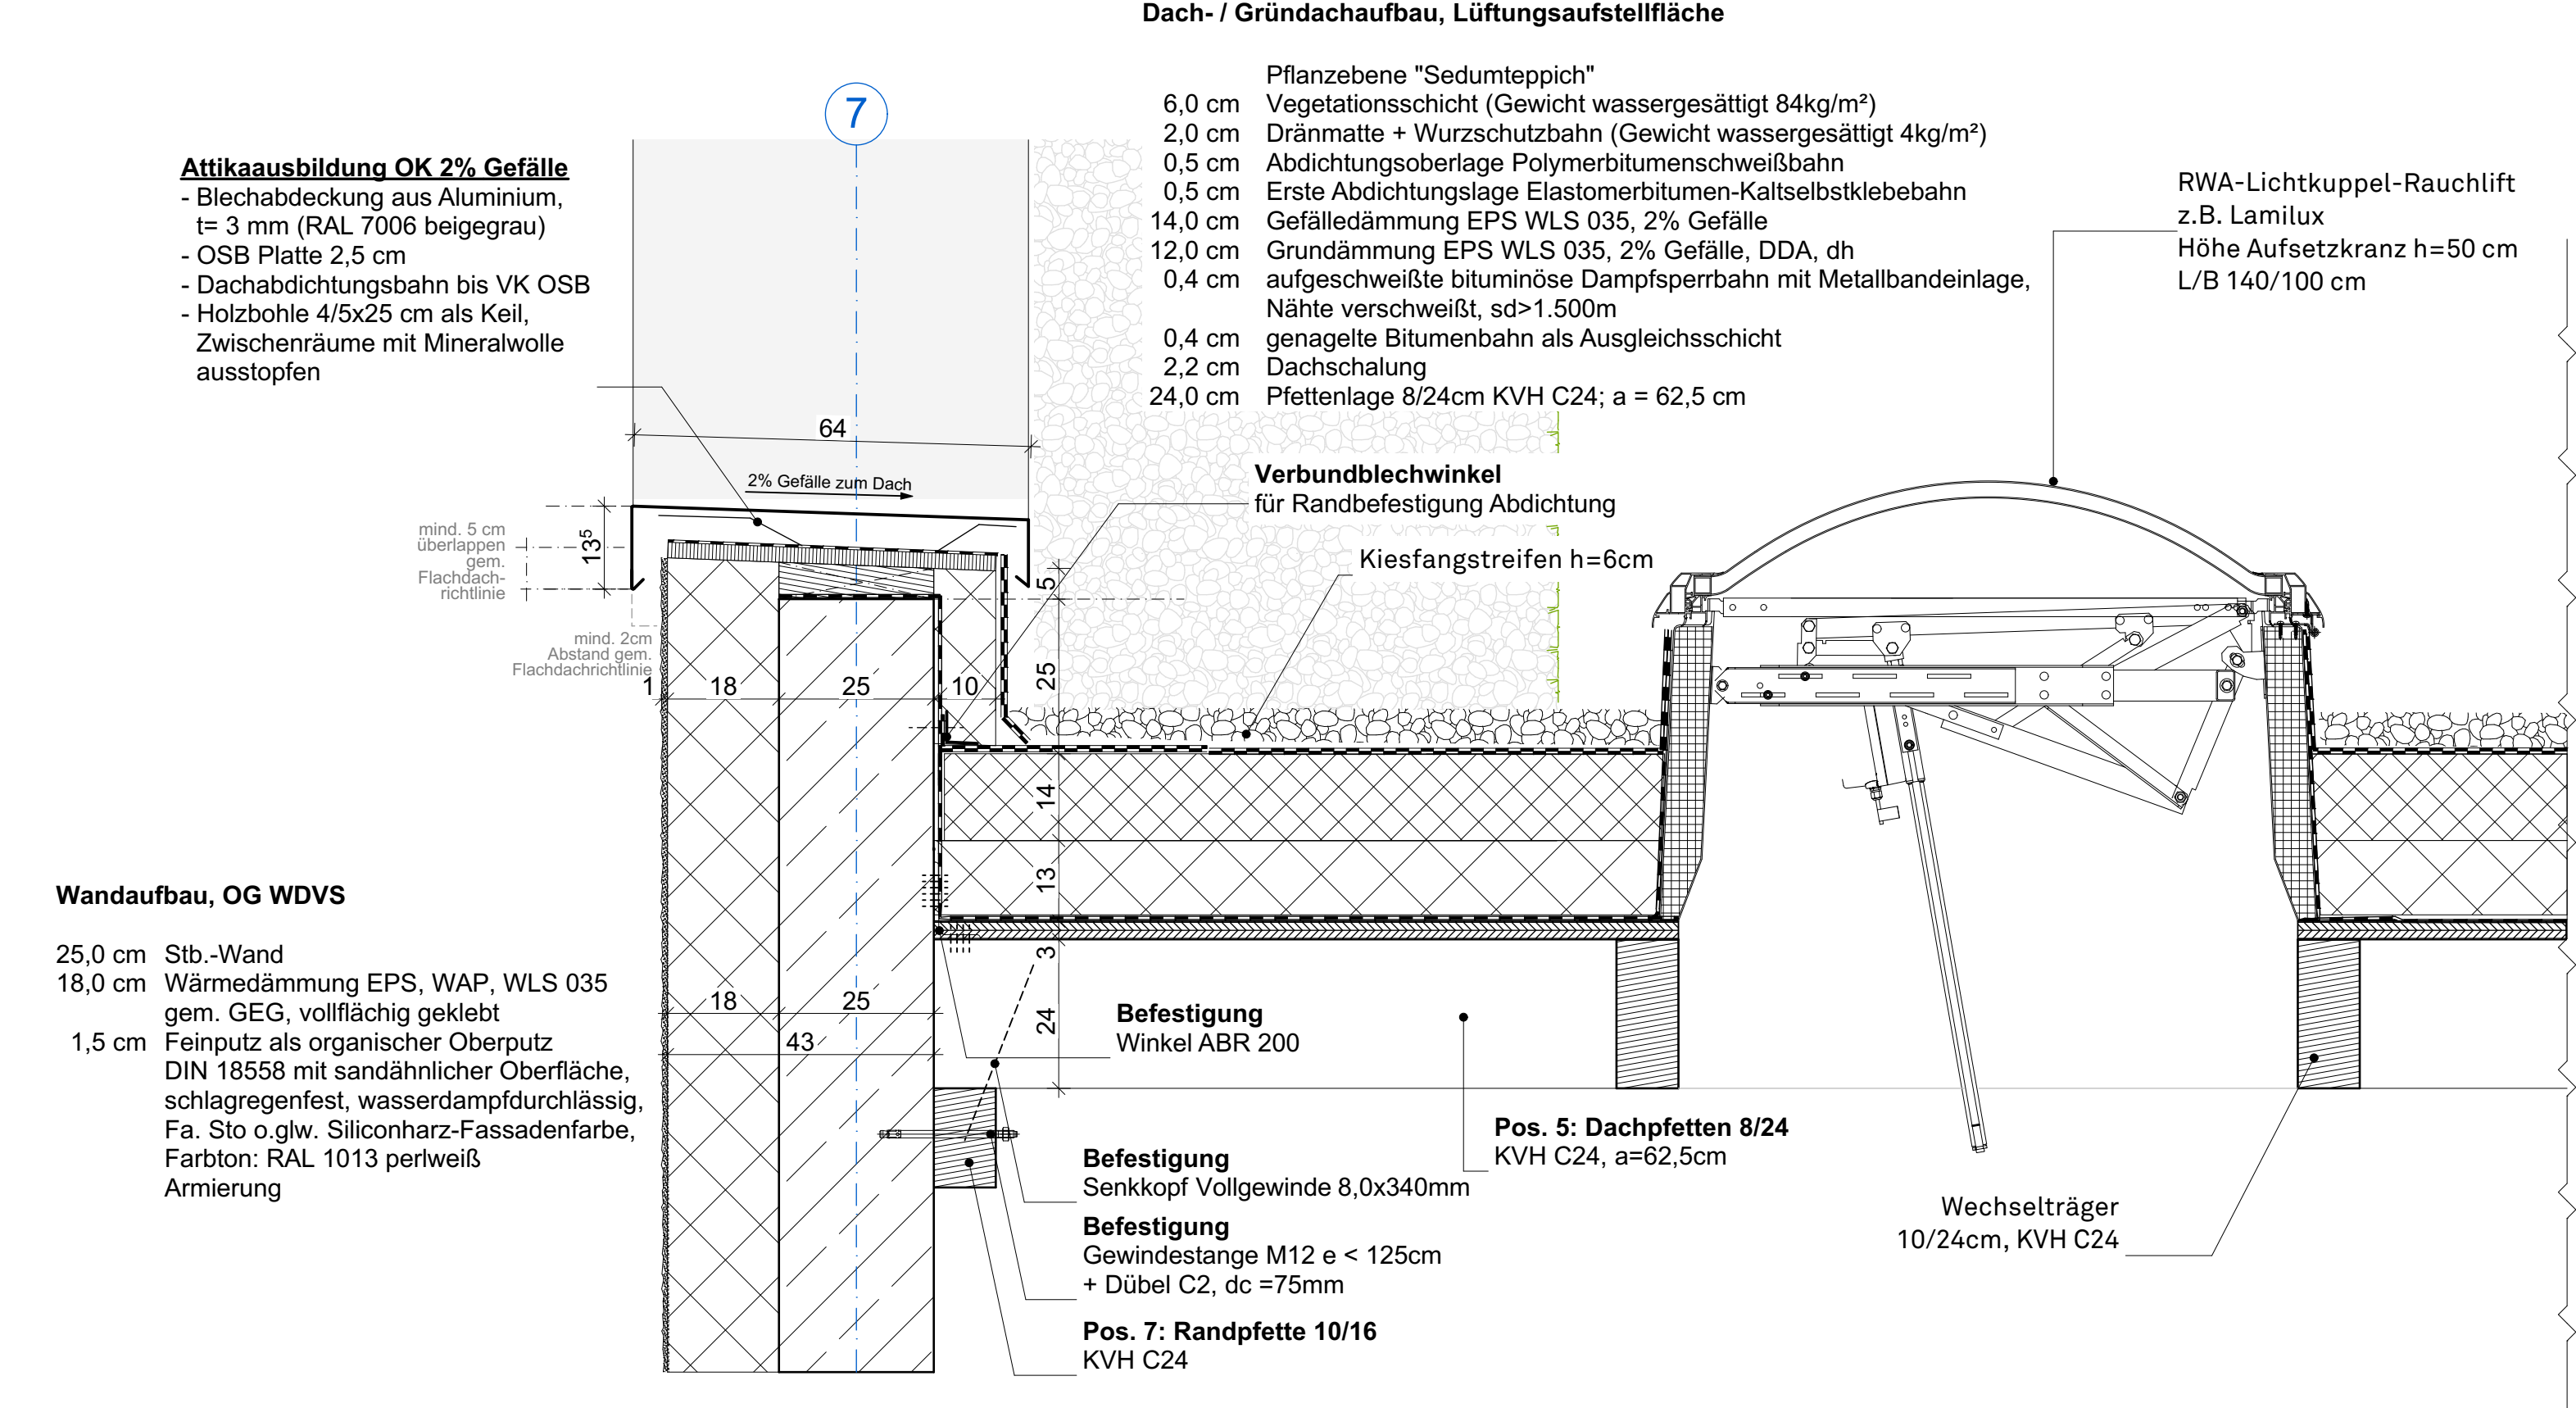 Dach- / Gründachaufbau, Lüftungsaufstellfläche
Pflanzebene "Sedumteppich"
6,0 cm Vegetationsschicht (Gewicht wassergesättigt 84kg/m²)
2,0 cm Dränmatte + Wurzschutzbahn (Gewicht wassergesättigt 4kg/m²)
0,5 cm Abdichtungsoberlage Polymerbitumenschweißbahn
0,5 cm Erste Abdichtungslage Elastomerbitumen-Kaltselbstklebebahn
14,0 cm Gefälledämmung EPS WLS 035, 2% Gefälle
12,0 cm Grundämmung EPS WLS 035, 2% Gefälle, DDA, dh
0,4 cm aufgeschweißte bituminöse Dampfsperrbahn mit Metallbandeinlage,
Nähte verschweißt, sd>1.500m
0,4 cm genagelte Bitumenbahn als Ausgleichsschicht
2,2 cm Dachschalung
24,0 cm Pfettenlage 8/24cm KVH C24; a = 62,5 cm
7
Attikaausbildung OK 2% Gefälle
- Blechabdeckung aus Aluminium,
t= 3 mm (RAL 7006 beigegrau)
- OSB Platte 2,5 cm
- Dachabdichtungsbahn bis VK OSB
- Holzbohle 4/5x25 cm als Keil,
Zwischenräume mit Mineralwolle
ausstopfen
RWA-Lichtkuppel-Rauchlift
z.B. Lamilux
Höhe Aufsetzkranz h=50 cm
L/B 140/100 cm
64
2% Gefälle zum Dach
Verbundblechwinkel
für Randbefestigung Abdichtung
Kiesfangstreifen h=6cm
mind. 5 cm
überlappen
gem.
Flachdach-
richtlinie
13⁵
5
mind. 2cm
Abstand gem.
Flachdachrichtlinie
1
18
25
10
25
14
13
3
24
Wandaufbau, OG WDVS
25,0 cm Stb.-Wand
18,0 cm Wärmedämmung EPS, WAP, WLS 035
gem. GEG, vollflächig geklebt
1,5 cm Feinputz als organischer Oberputz
DIN 18558 mit sandähnlicher Oberfläche,
schlagregenfest, wasserdampfdurchlässig,
Fa. Sto o.glw. Siliconharz-Fassadenfarbe,
Farbton: RAL 1013 perlweiß
Armierung
18
25
43
Befestigung
Winkel ABR 200
Befestigung
Senkkopf Vollgewinde 8,0x340mm
Befestigung
Gewindestange M12 e < 125cm
+ Dübel C2, dc =75mm
Pos. 7: Randpfette 10/16
KVH C24
Pos. 5: Dachpfetten 8/24
KVH C24, a=62,5cm
Wechselträger
10/24cm, KVH C24